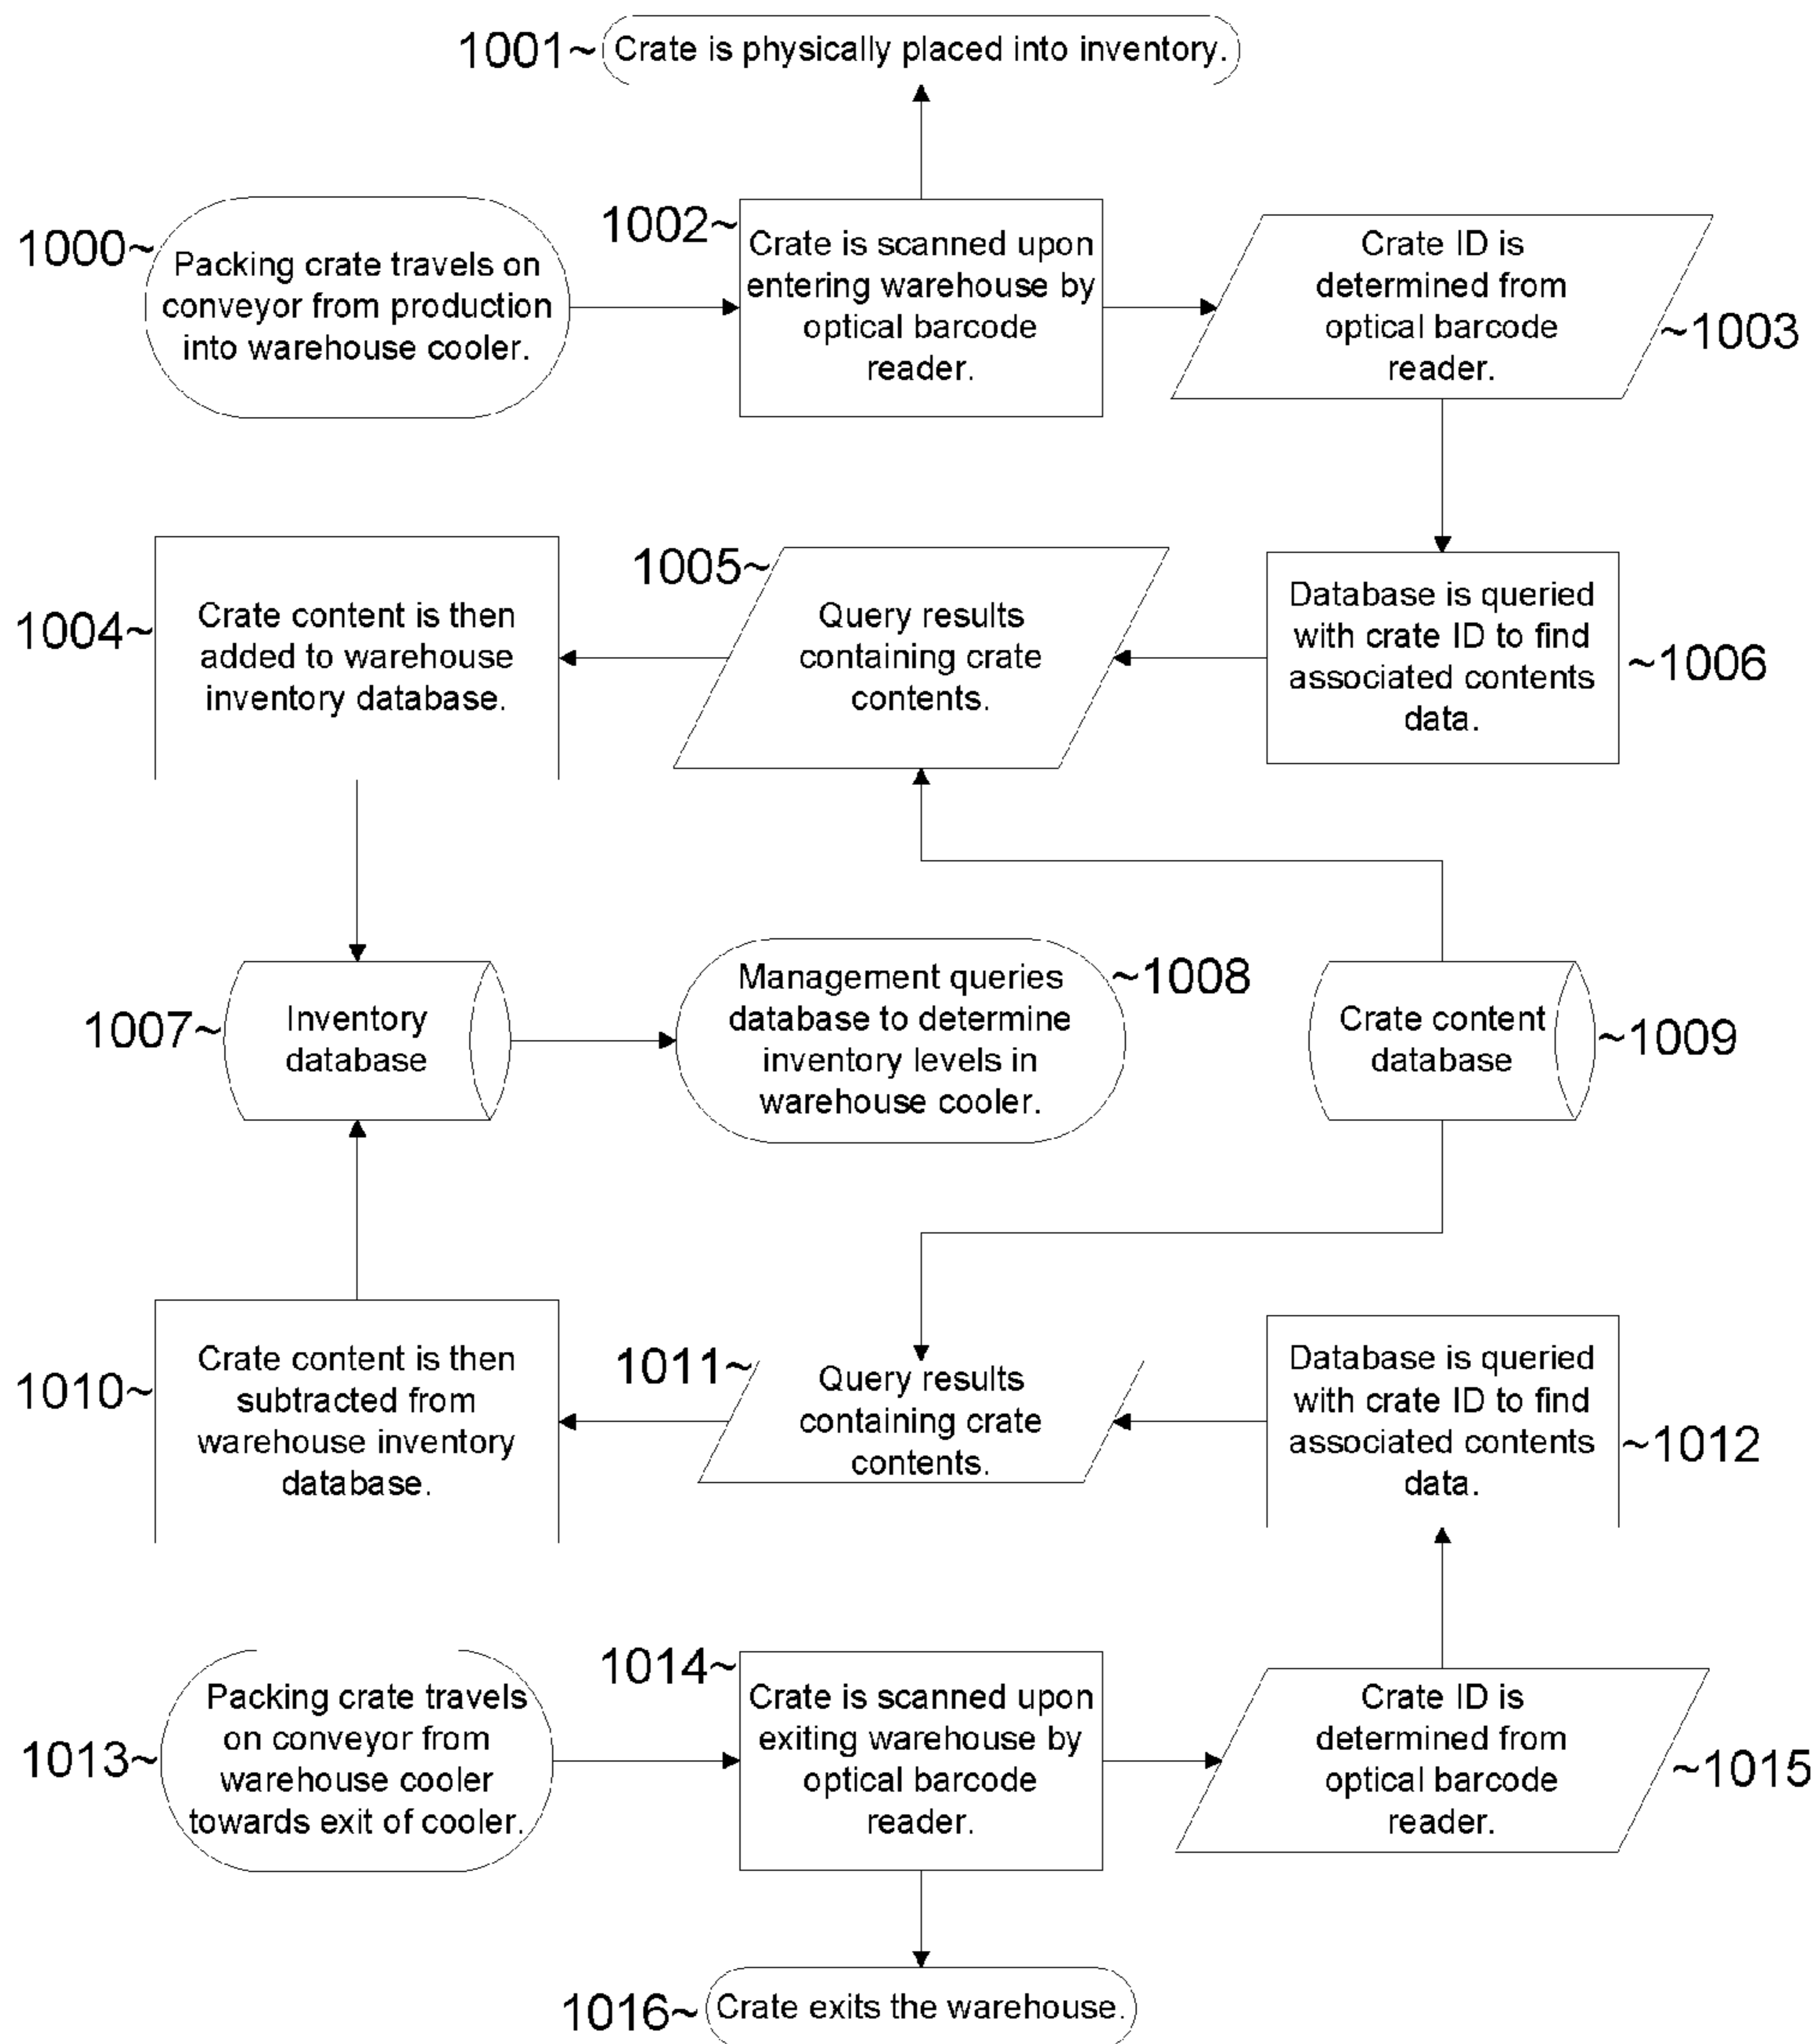 1001~
Crate is physically placed into inventory.
1000~
Packing crate travels on
conveyor from production
into warehouse cooler.
1002~
Crate is scanned upon
entering warehouse by
optical barcode
reader.
Crate ID is
determined from
optical barcode
reader.
~1003
1004~
Crate content is then
added to warehouse
inventory database.
1005~
Query results
containing crate
contents.
Database is queried
with crate ID to find
associated contents
data.
~1006
1007~
Inventory
database
Management queries
database to determine
inventory levels in
warehouse cooler.
~1008
Crate content
database
~1009
1010~
Crate content is then
subtracted from
warehouse inventory
database.
1011~
Query results
containing crate
contents.
Database is queried
with crate ID to find
associated contents
data.
~1012
1013~
Packing crate travels
on conveyor from
warehouse cooler
towards exit of cooler.
1014~
Crate is scanned upon
exiting warehouse by
optical barcode
reader.
Crate ID is
determined from
optical barcode
reader.
~1015
1016~
Crate exits the warehouse.